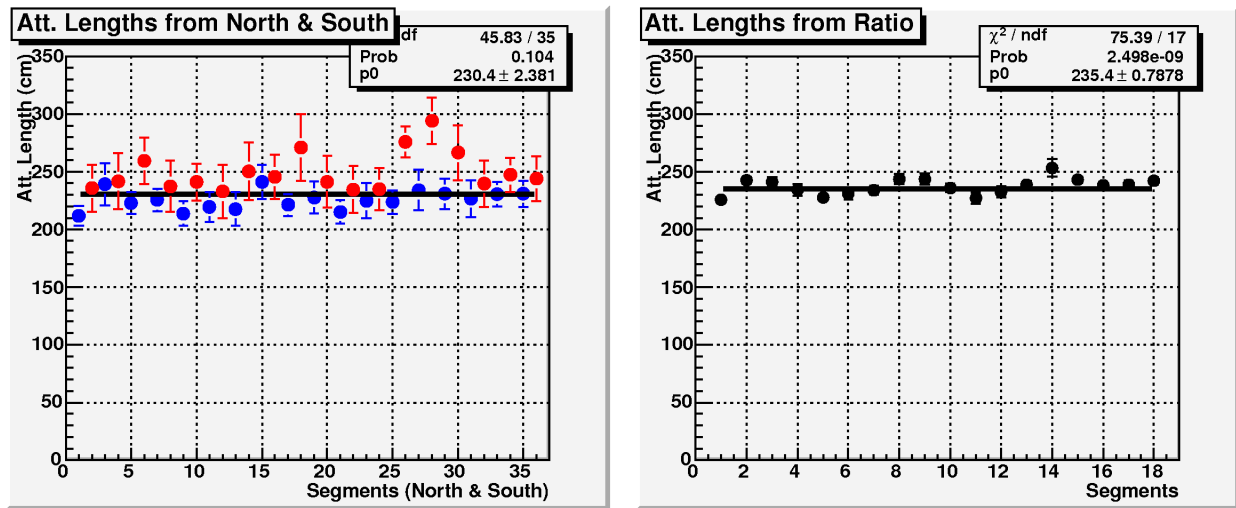 Att. Lengths from North & South
df 45.83 / 35
Prob 0.104
p0 230.4 ± 2.381
Att. Length (cm)
350
300
250
200
150
100
50
0
0 5 10 15 20 25 30 35
Segments (North & South)
Att. Lengths from Ratio
χ² / ndf 75.39 / 17
Prob 2.498e-09
p0 235.4 ± 0.7878
Att. Length (cm)
350
300
250
200
150
100
50
0
0 2 4 6 8 10 12 14 16 18
Segments